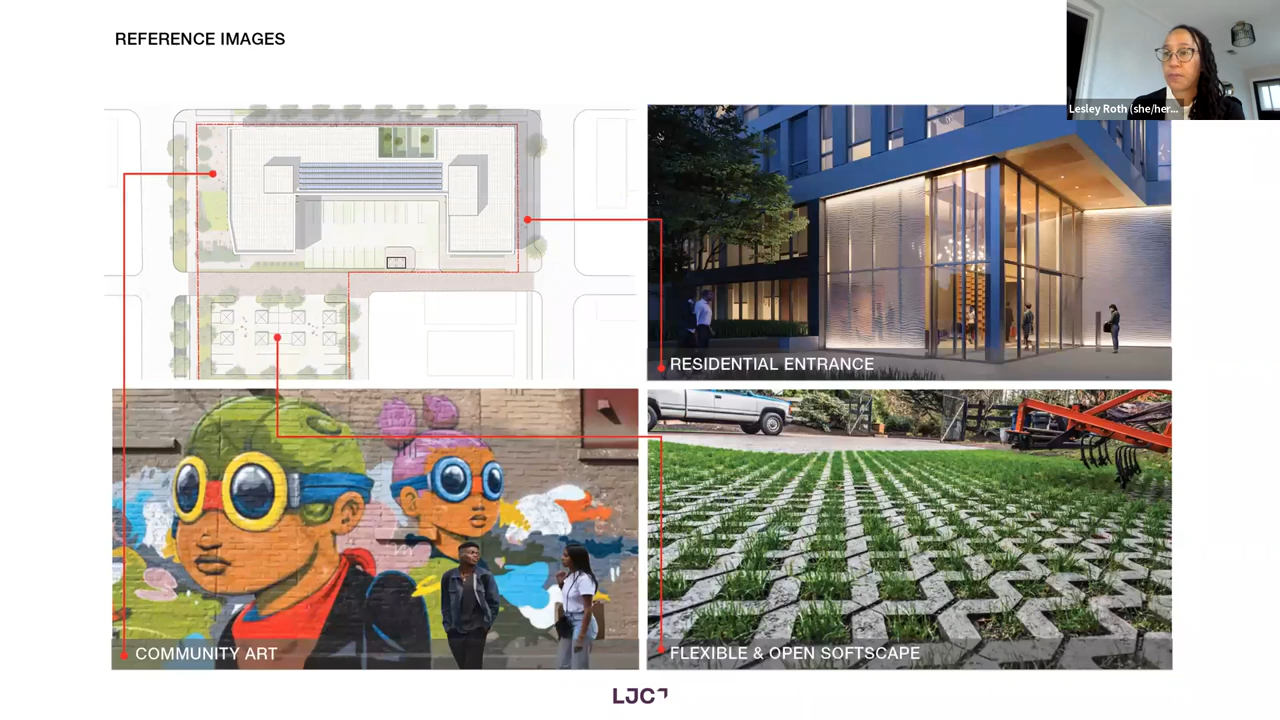 REFERENCE IMAGES
Lesley Roth (she/her...
RESIDENTIAL ENTRANCE
COMMUNITY ART
FLEXIBLE & OPEN SOFTSCAPE
LJC